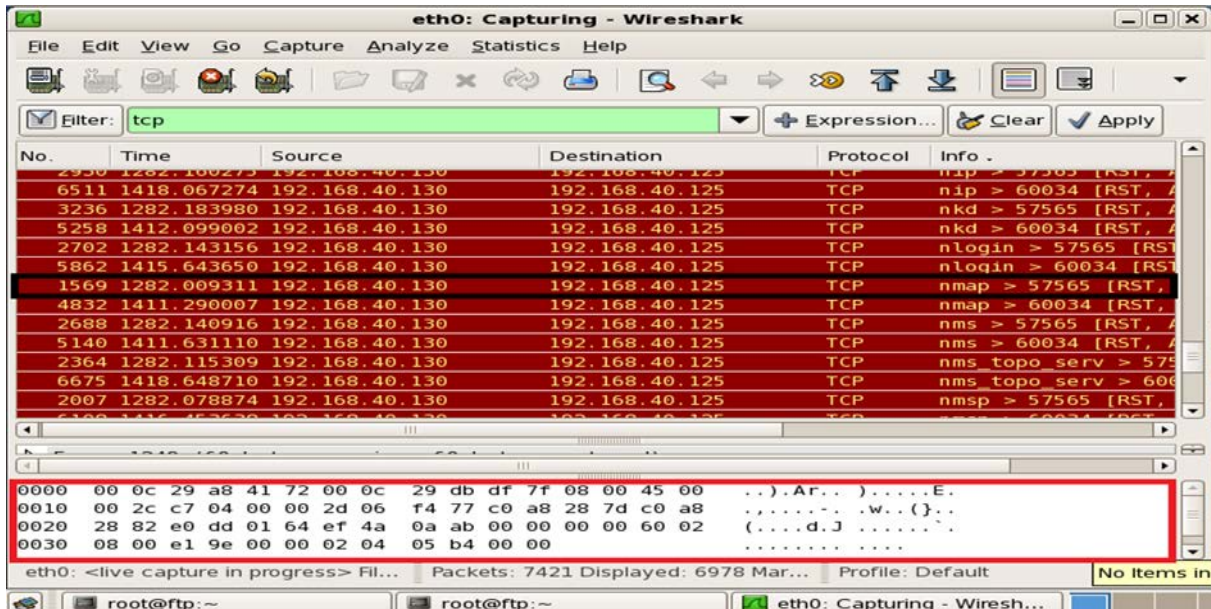 eth0: Capturing - Wireshark
File Edit View Go Capture Analyze Statistics Help
Filter: tcp Expression... Clear Apply
No. Time Source Destination Protocol Info .
6511 1418.067274 192.168.40.130 192.168.40.125 TCP nip > 60034 [RST,
3236 1282.183980 192.168.40.130 192.168.40.125 TCP nkd > 57565 [RST,
5258 1412.099002 192.168.40.130 192.168.40.125 TCP nkd > 60034 [RST,
2702 1282.143156 192.168.40.130 192.168.40.125 TCP nlogin > 57565 [RST
5862 1415.643650 192.168.40.130 192.168.40.125 TCP nlogin > 60034 [RST
1569 1282.009311 192.168.40.130 192.168.40.125 TCP nmap > 57565 [RST,
4832 1411.290007 192.168.40.130 192.168.40.125 TCP nmap > 60034 [RST,
2688 1282.140916 192.168.40.130 192.168.40.125 TCP nms > 57565 [RST,
5140 1411.631110 192.168.40.130 192.168.40.125 TCP nms > 60034 [RST,
2364 1282.115309 192.168.40.130 192.168.40.125 TCP nms_topo_serv > 575
6675 1418.648710 192.168.40.130 192.168.40.125 TCP nms_topo_serv > 600
2007 1282.078874 192.168.40.130 192.168.40.125 TCP nmsp > 57565 [RST,
0000 00 0c 29 a8 41 72 00 0c 29 db df 7f 08 00 45 00 ..).Ar.. ).....E.
0010 00 2c c7 04 00 00 2d 06 f4 77 c0 a8 28 7d c0 a8 .,....-. .w..(}..
0020 28 82 e0 dd 01 64 ef 4a 0a ab 00 00 00 00 60 02 (....d.J ......`.
0030 08 00 e1 9e 00 00 02 04 05 b4 00 00 ........ ....
eth0: <live capture in progress> Fil... Packets: 7421 Displayed: 6978 Mar... Profile: Default No Items in
root@ftp:~ root@ftp:~ eth0: Capturing - Wiresh...